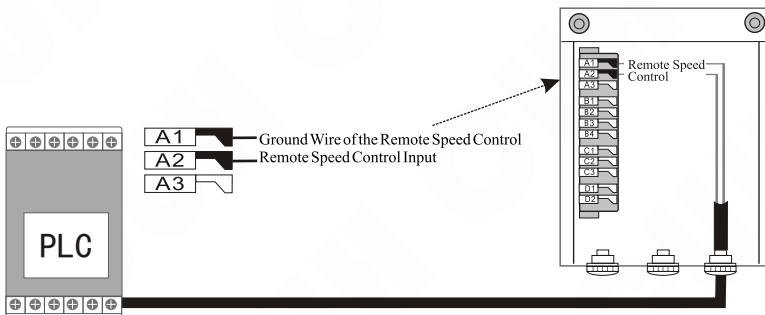 PLC
A1
Ground Wire of the Remote Speed Control
A2
Remote Speed Control Input
A3
A1
Remote Speed
A2
Control
A3
B1
B2
B3
B4
C1
C2
C3
D1
D2